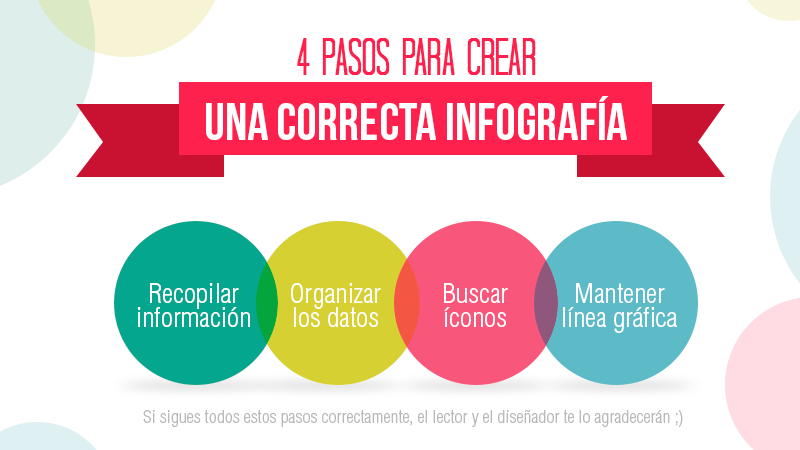 4 PASOS PARA CREAR
UNA CORRECTA INFOGRAFÍA
Recopilar
información
Organizar
los datos
Buscar
íconos
Mantener
línea gráfica
Si sigues todos estos pasos correctamente, el lector y el diseñador te lo agradecerán ;)